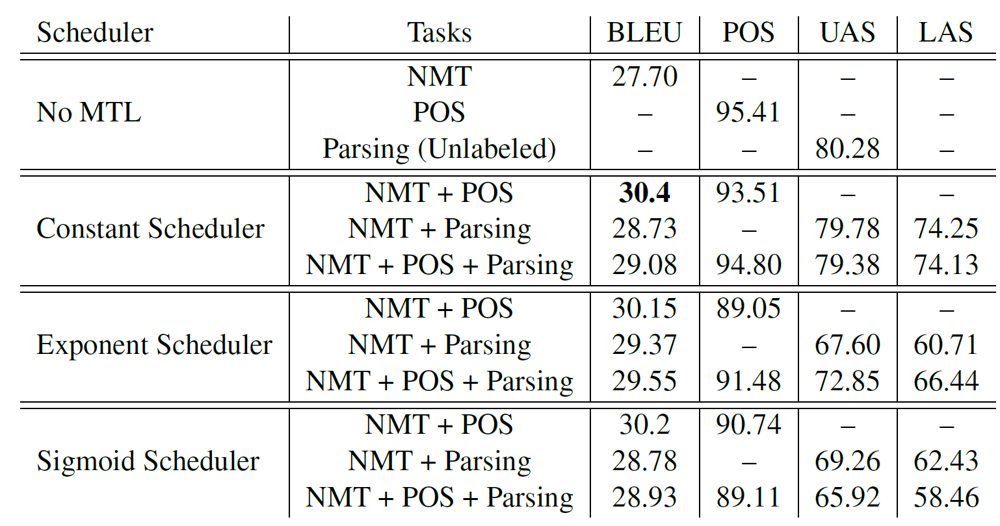 Scheduler Tasks BLEU POS UAS LAS
NMT 27.70 – – –
No MTL POS – 95.41 – –
Parsing (Unlabeled) – – 80.28 –
NMT + POS 30.4 93.51 – –
Constant Scheduler NMT + Parsing 28.73 – 79.78 74.25
NMT + POS + Parsing 29.08 94.80 79.38 74.13
NMT + POS 30.15 89.05 – –
Exponent Scheduler NMT + Parsing 29.37 – 67.60 60.71
NMT + POS + Parsing 29.55 91.48 72.85 66.44
NMT + POS 30.2 90.74 – –
Sigmoid Scheduler NMT + Parsing 28.78 – 69.26 62.43
NMT + POS + Parsing 28.93 89.11 65.92 58.46